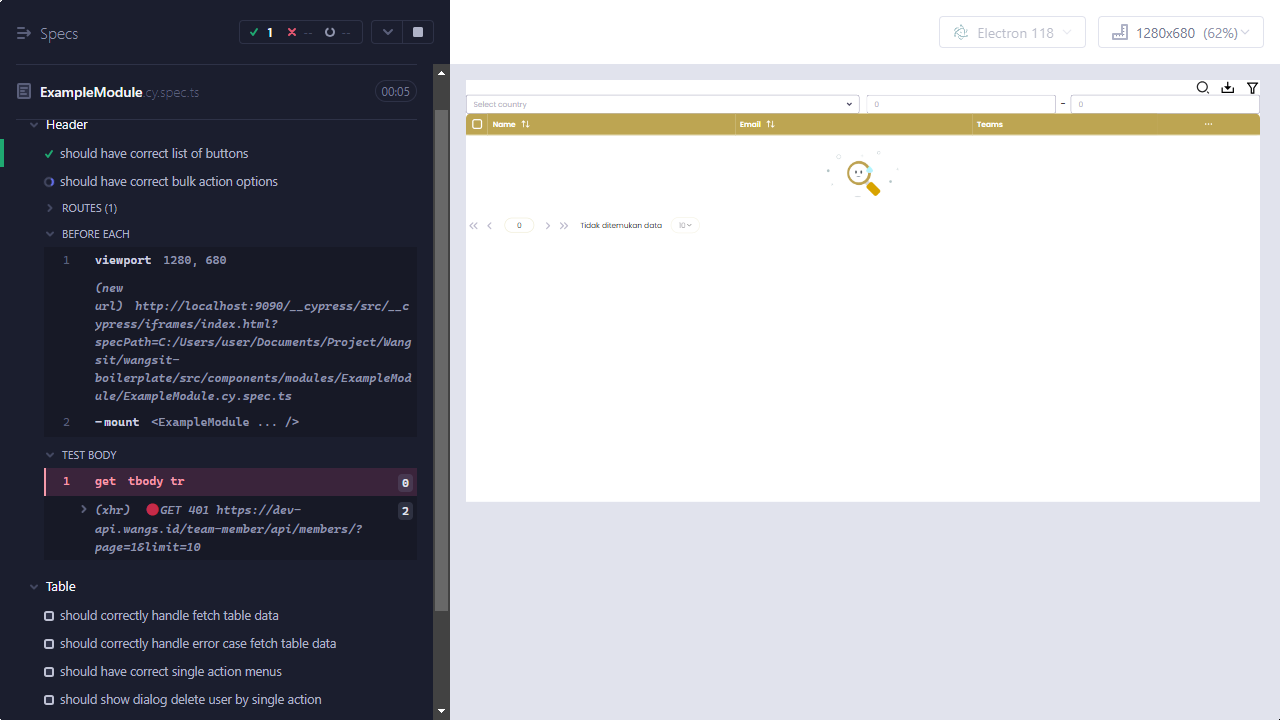 Specs
1 -- --
ExampleModule.cy.spec.ts
00:05
Header
should have correct list of buttons
should have correct bulk action options
ROUTES (1)
BEFORE EACH
1 viewport 1280, 680
(new
url) http://localhost:9090/__cypress/src/__c
ypress/iframes/index.html?
specPath=C:/Users/user/Documents/Project/Wang
sit/wangsit-
boilerplate/src/components/modules/ExampleMod
ule/ExampleModule.cy.spec.ts
2 -mount <ExampleModule ... />
TEST BODY
1 get tbody tr 0
(xhr) GET 401 https://dev- 2
api.wangs.id/team-member/api/members/?
page=1&limit=10
Table
should correctly handle fetch table data
should correctly handle error case fetch table data
should have correct single action menus
should show dialog delete user by single action
Electron 118
1280x680 (62%)
Select country
0 - 0
Name Email Teams ...
0 Tidak ditemukan data 10